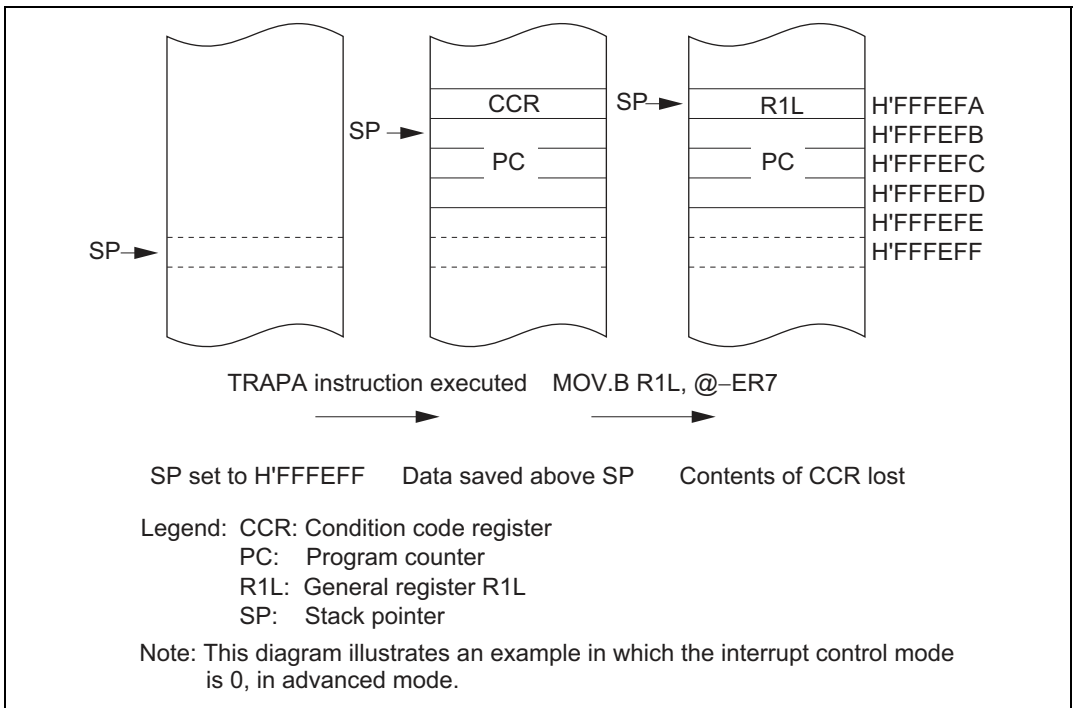 CCR
SP
R1L
H'FFFEFA
SP
H'FFFEFB
PC
PC
H'FFFEFC
H'FFFEFD
H'FFFEFE
SP
H'FFFEFF
TRAPA instruction executed
MOV.B R1L, @–ER7
SP set to H'FFFEFF
Data saved above SP
Contents of CCR lost
Legend: CCR: Condition code register
PC: Program counter
R1L: General register R1L
SP: Stack pointer
Note: This diagram illustrates an example in which the interrupt control mode
is 0, in advanced mode.